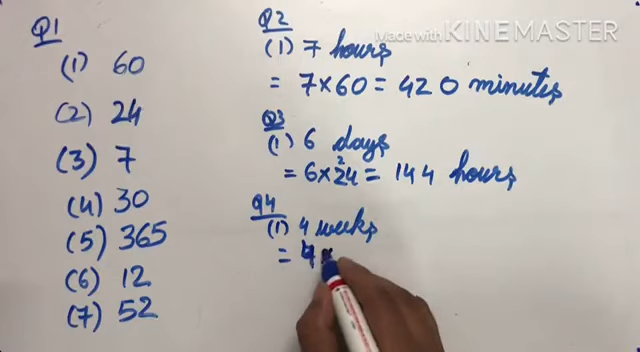 Q1
(1) 60
(2) 24
(3) 7
(4) 30
(5) 365
(6) 12
(7) 52
Made with KINEMASTER
Q2
(1) 7 hours
= 7×60 = 420 minutes
Q3
(1) 6 days
2
= 6×24 = 144 hours
Q4
(1) 4 weeks
= 4